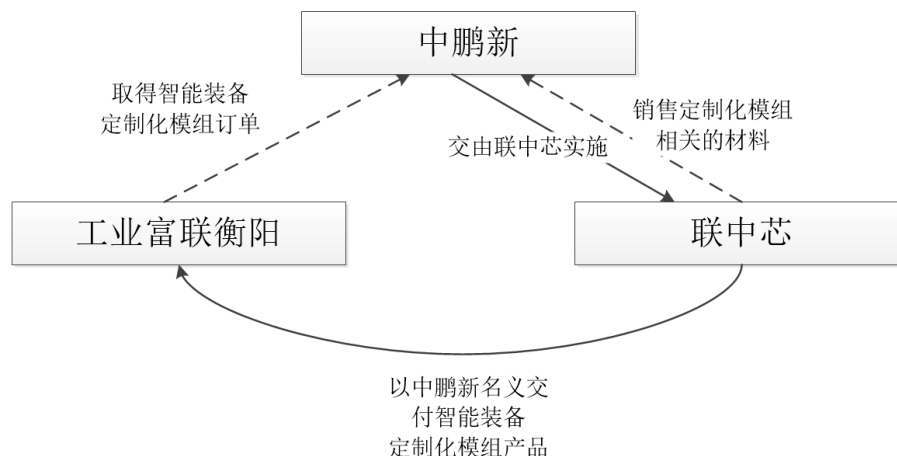 中鹏新
取得智能装备
定制化模组订单
销售定制化模组
相关的材料
交由联中芯实施
工业富联衡阳
联中芯
以中鹏新名义交
付智能装备
定制化模组产品